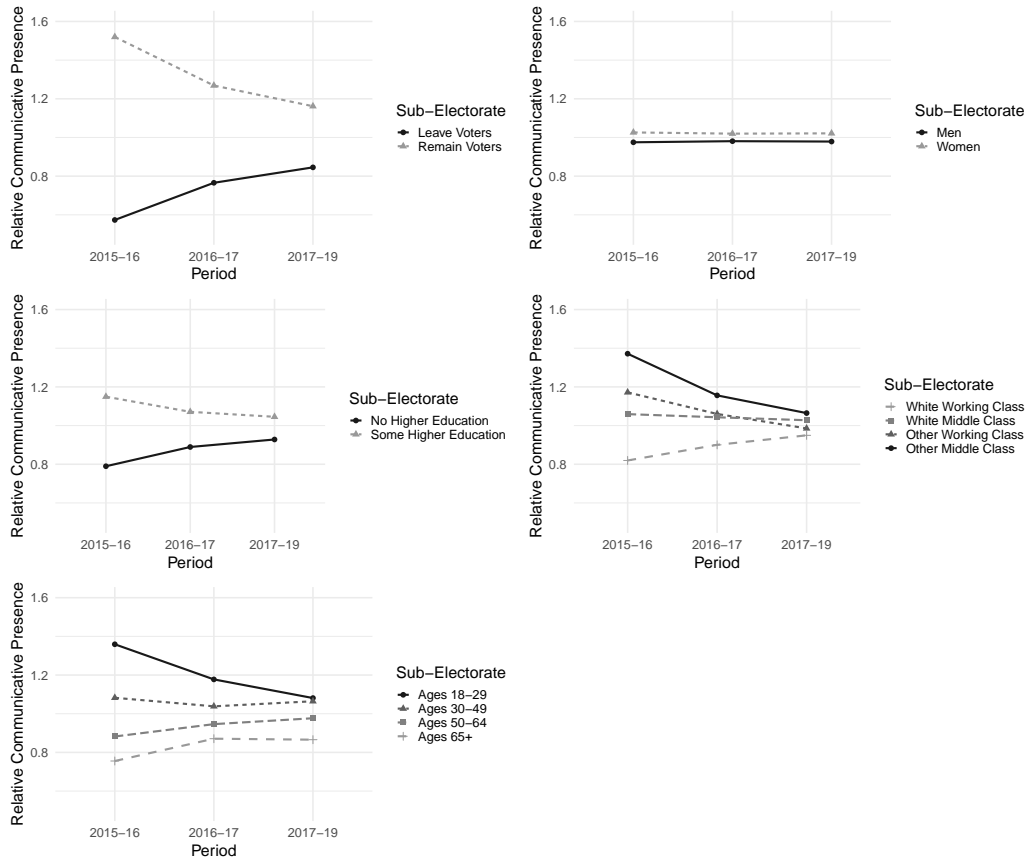 Relative Communicative Presence
1.6
1.2
0.8
2015–16
2016–17
2017–19
Period
Sub−Electorate
Leave Voters
Remain Voters
Relative Communicative Presence
1.6
1.2
0.8
2015–16
2016–17
2017–19
Period
Sub−Electorate
Men
Women
Relative Communicative Presence
1.6
1.2
0.8
2015–16
2016–17
2017–19
Period
Sub−Electorate
No Higher Education
Some Higher Education
Relative Communicative Presence
1.6
1.2
0.8
2015–16
2016–17
2017–19
Period
Sub−Electorate
White Working Class
White Middle Class
Other Working Class
Other Middle Class
Relative Communicative Presence
1.6
1.2
0.8
2015–16
2016–17
2017–19
Period
Sub−Electorate
Ages 18–29
Ages 30–49
Ages 50–64
Ages 65+